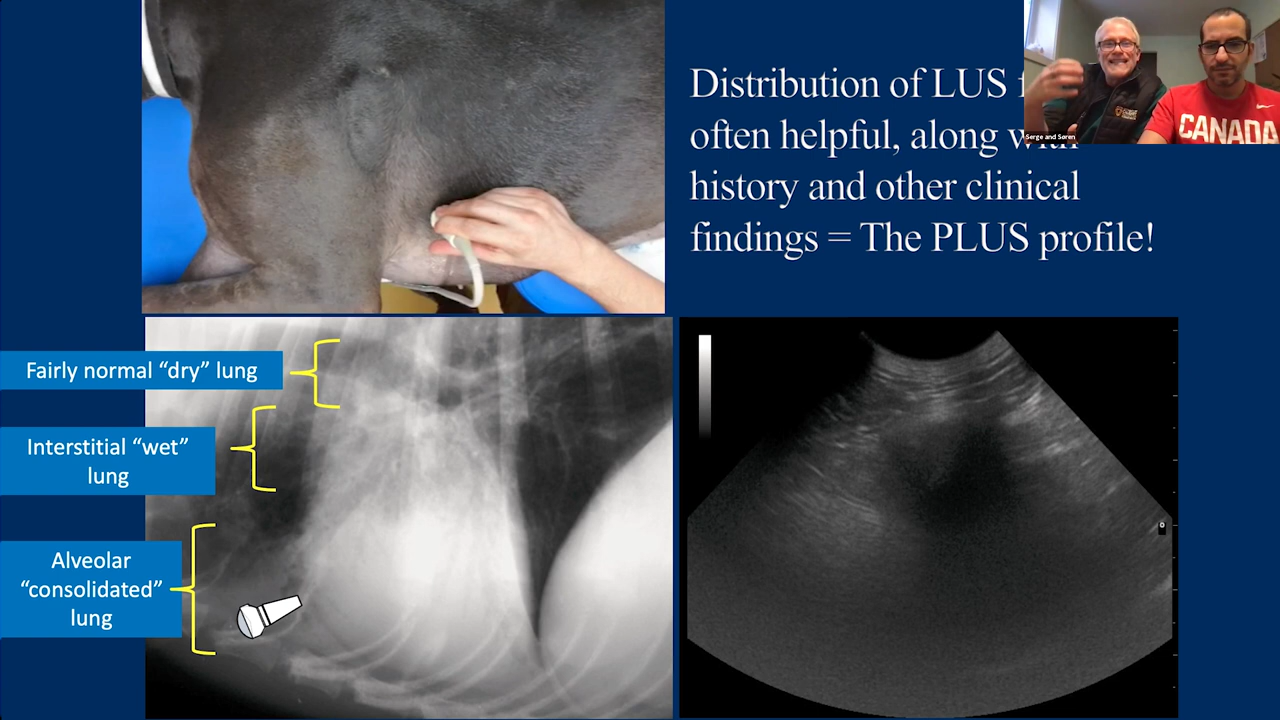 Distribution of LUS
often helpful, along with
history and other clinical
findings = The PLUS profile!
Serge and Søren
CANADA
Fairly normal “dry” lung
Interstitial “wet”
lung
Alveolar
“consolidated”
lung